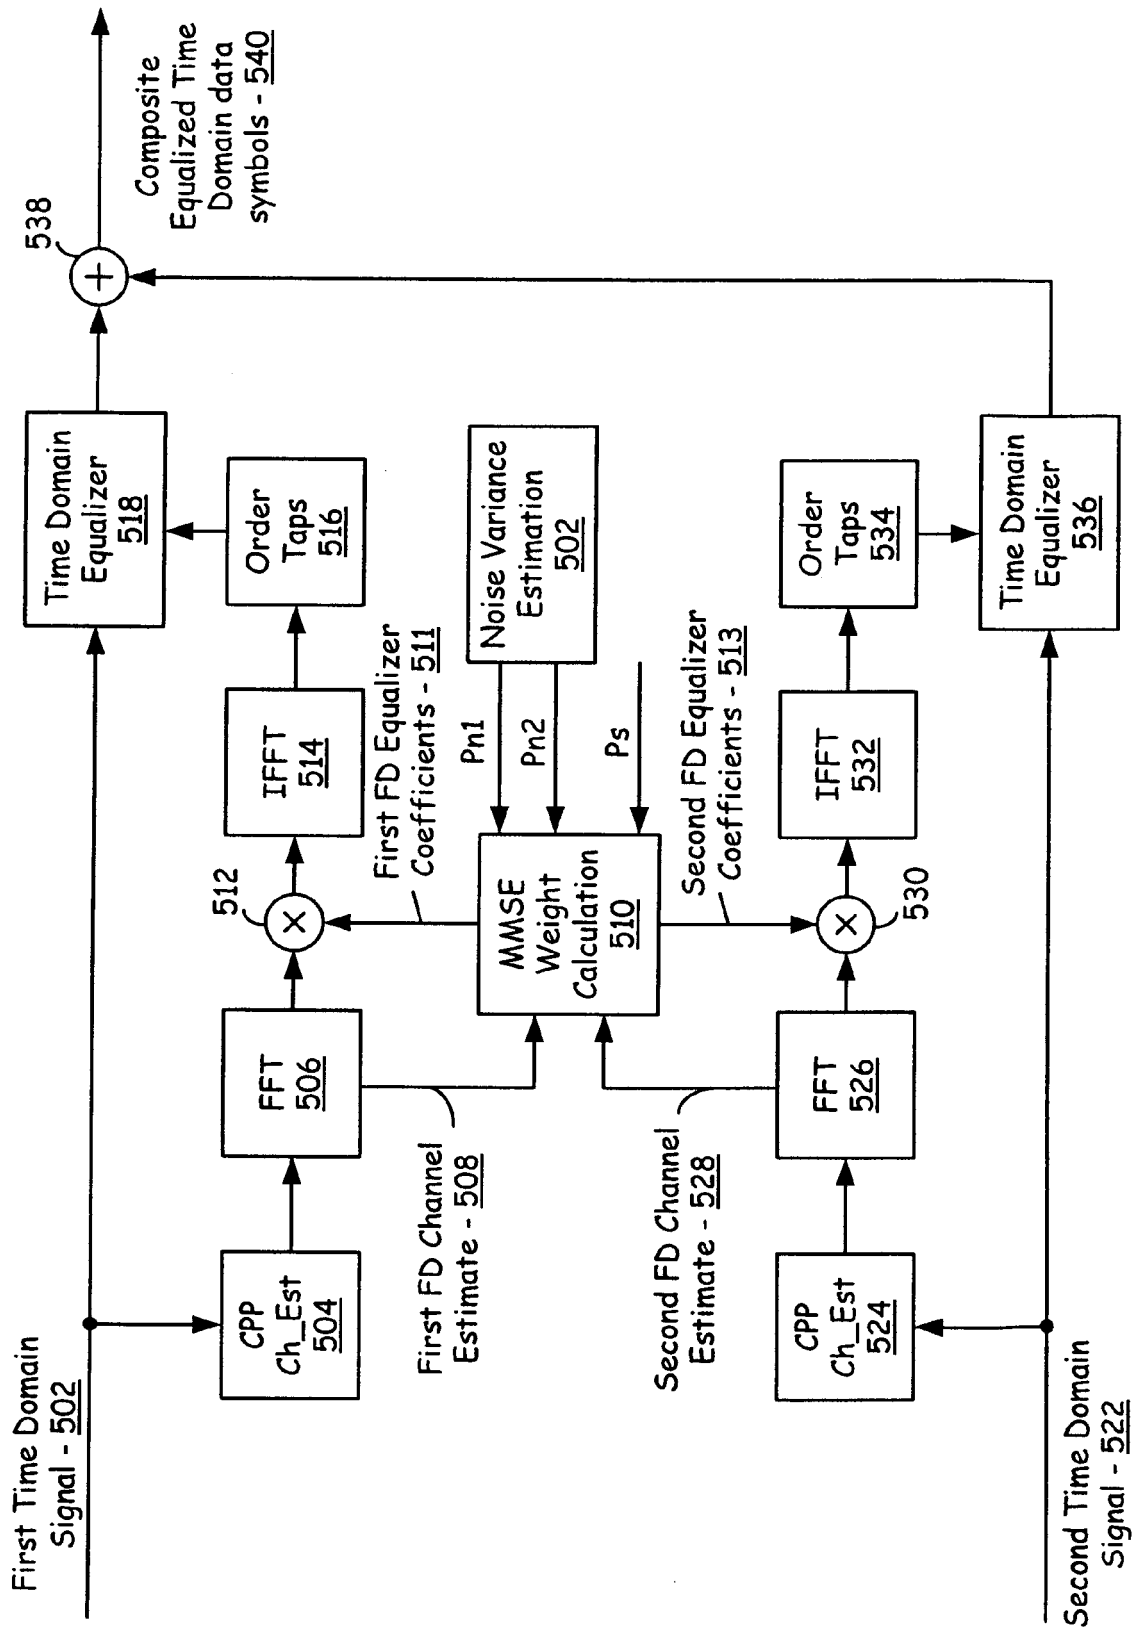 First Time Domain
Signal - 502
CPP
Ch_Est
504
FFT
506
First FD Channel
Estimate - 508
512
×
IFFT
514
Order
Taps
516
Time Domain
Equalizer
518
538
+
Composite
Equalized Time
Domain data
symbols - 540
First FD Equalizer
Coefficients - 511
MMSE
Weight
Calculation
510
Pn1
Pn2
Ps
Noise Variance
Estimation
502
Second FD Equalizer
Coefficients - 513
Second FD Channel
Estimate - 528
CPP
Ch_Est
524
FFT
526
×
530
IFFT
532
Order
Taps
534
Time Domain
Equalizer
536
Second Time Domain
Signal - 522